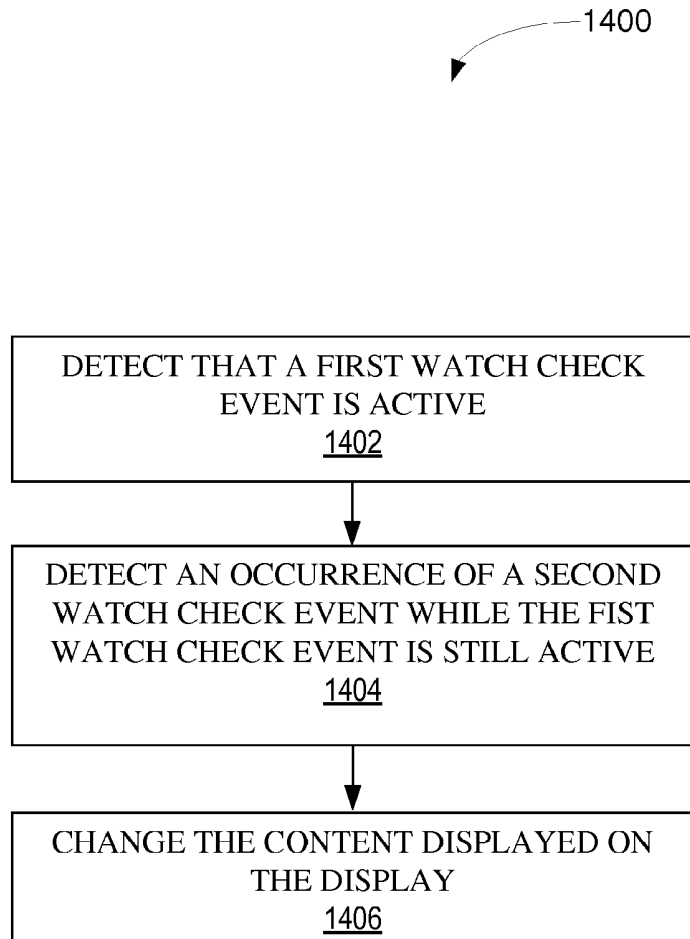 1400
DETECT THAT A FIRST WATCH CHECK
EVENT IS ACTIVE
1402
DETECT AN OCCURRENCE OF A SECOND
WATCH CHECK EVENT WHILE THE FIST
WATCH CHECK EVENT IS STILL ACTIVE
1404
CHANGE THE CONTENT DISPLAYED ON
THE DISPLAY
1406